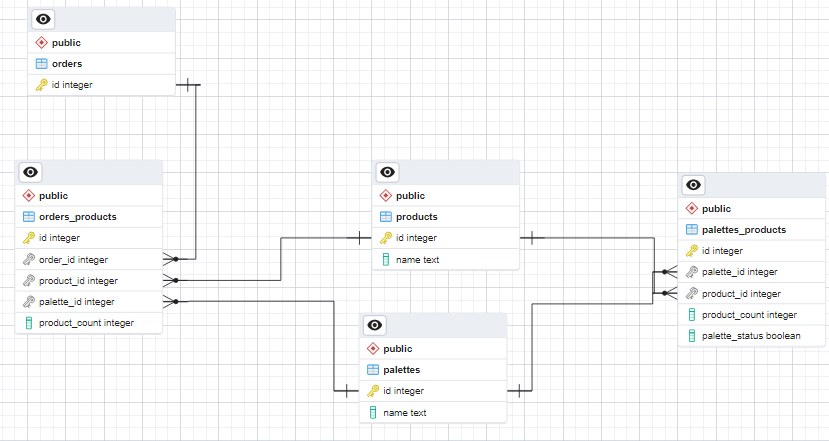 public
orders
id integer
public
orders_products
id integer
order_id integer
product_id integer
palette_id integer
product_count integer
public
products
id integer
name text
public
palettes
id integer
name text
public
palettes_products
id integer
palette_id integer
product_id integer
product_count integer
palette_status boolean